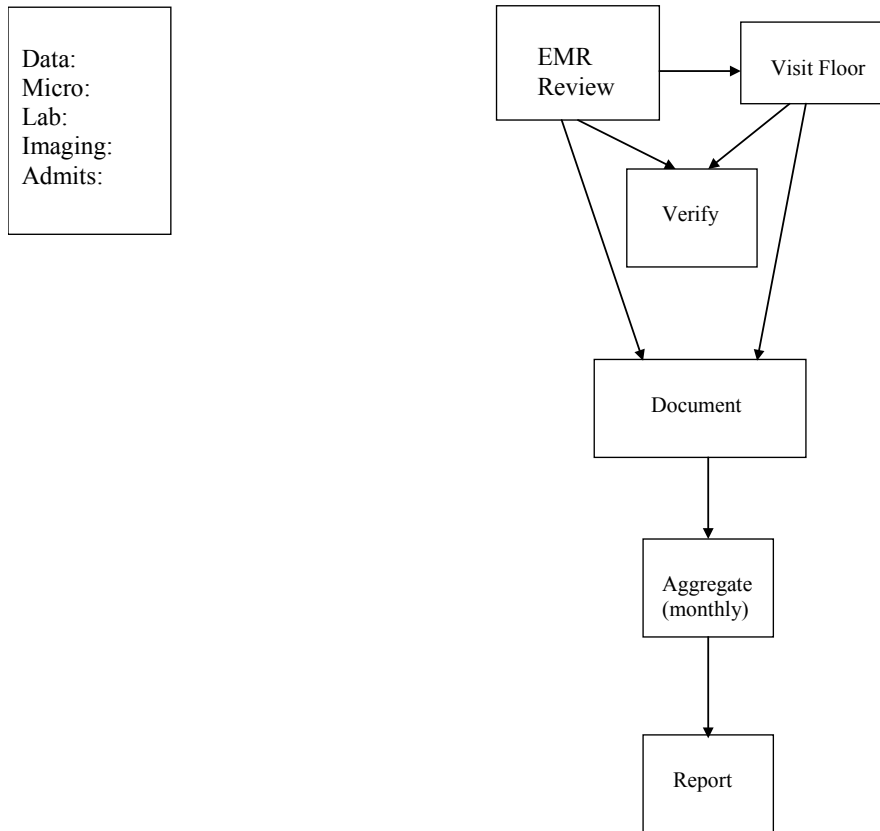 Data:
Micro:
Lab:
Imaging:
Admits:
EMR
Review
Visit Floor
Verify
Document
Aggregate
(monthly)
Report